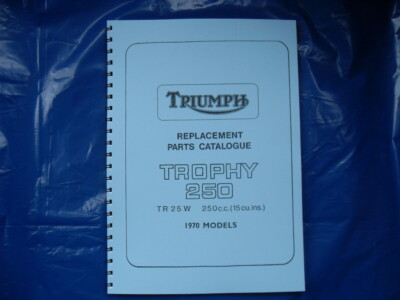 TRIUMPH
REPLACEMENT
PARTS CATALOGUE
TROPHY
250
TR25W 250c.c.(15cu.ins.)
1970 MODELS